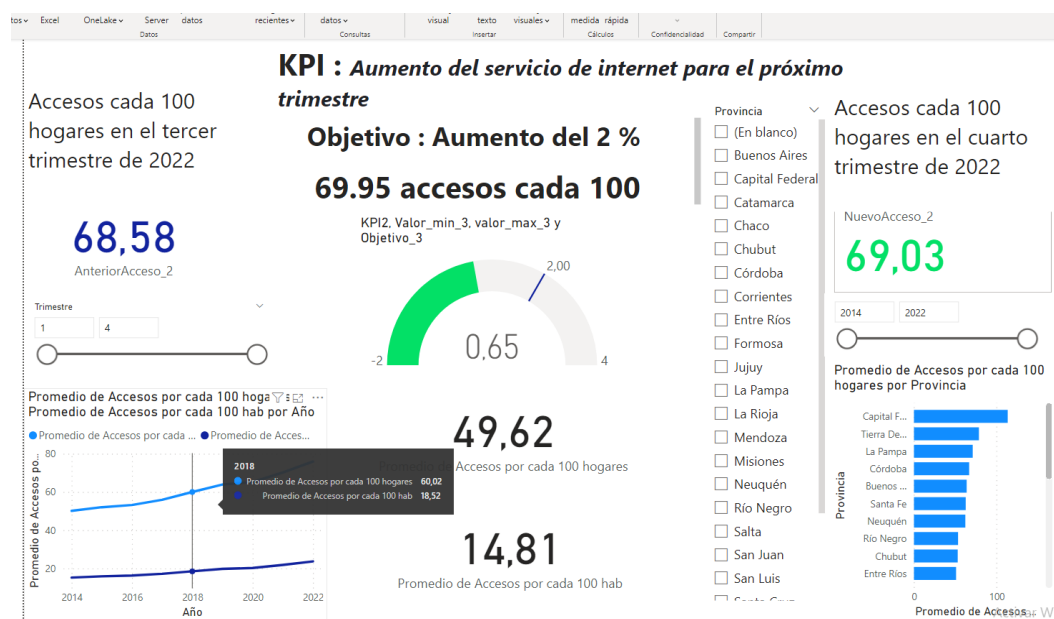 Excel
OneLake
Server
datos
recientes
datos
visual
texto
visuales
medida rápida
Datos
Consultas
Insertar
Cálculos
Confidencialidad
Compartir
KPI : Aumento del servicio de internet para el próximo
trimestre
Objetivo : Aumento del 2 %
69.95 accesos cada 100
Accesos cada 100
hogares en el tercer
trimestre de 2022
68,58
AnteriorAcceso_2
Trimestre
1
4
KPI2, Valor_min_3, valor_max_3 y
Objetivo_3
2,00
0,65
-2
4
49,62
Promedio de Accesos por cada 100 hogares
14,81
Promedio de Accesos por cada 100 hab
Promedio de Accesos por cada 100 hoga
Promedio de Accesos por cada 100 hab por Año
Promedio de Accesos por cada ...
Promedio de Acces...
Promedio de Accesos po...
80
60
40
20
2014
2016
2018
2020
2022
Año
2018
Promedio de Accesos por cada 100 hogares 60,02
Promedio de Accesos por cada 100 hab 18,52
Provincia
(En blanco)
Buenos Aires
Capital Federal
Catamarca
Chaco
Chubut
Córdoba
Corrientes
Entre Ríos
Formosa
Jujuy
La Pampa
La Rioja
Mendoza
Misiones
Neuquén
Río Negro
Salta
San Juan
San Luis
Santa Cruz
Accesos cada 100
hogares en el cuarto
trimestre de 2022
NuevoAcceso_2
69,03
2014
2022
Promedio de Accesos por cada 100
hogares por Provincia
Provincia
Capital F...
Tierra De...
La Pampa
Córdoba
Buenos ...
Santa Fe
Neuquén
Río Negro
Chubut
Entre Ríos
0
100
Promedio de Accesos